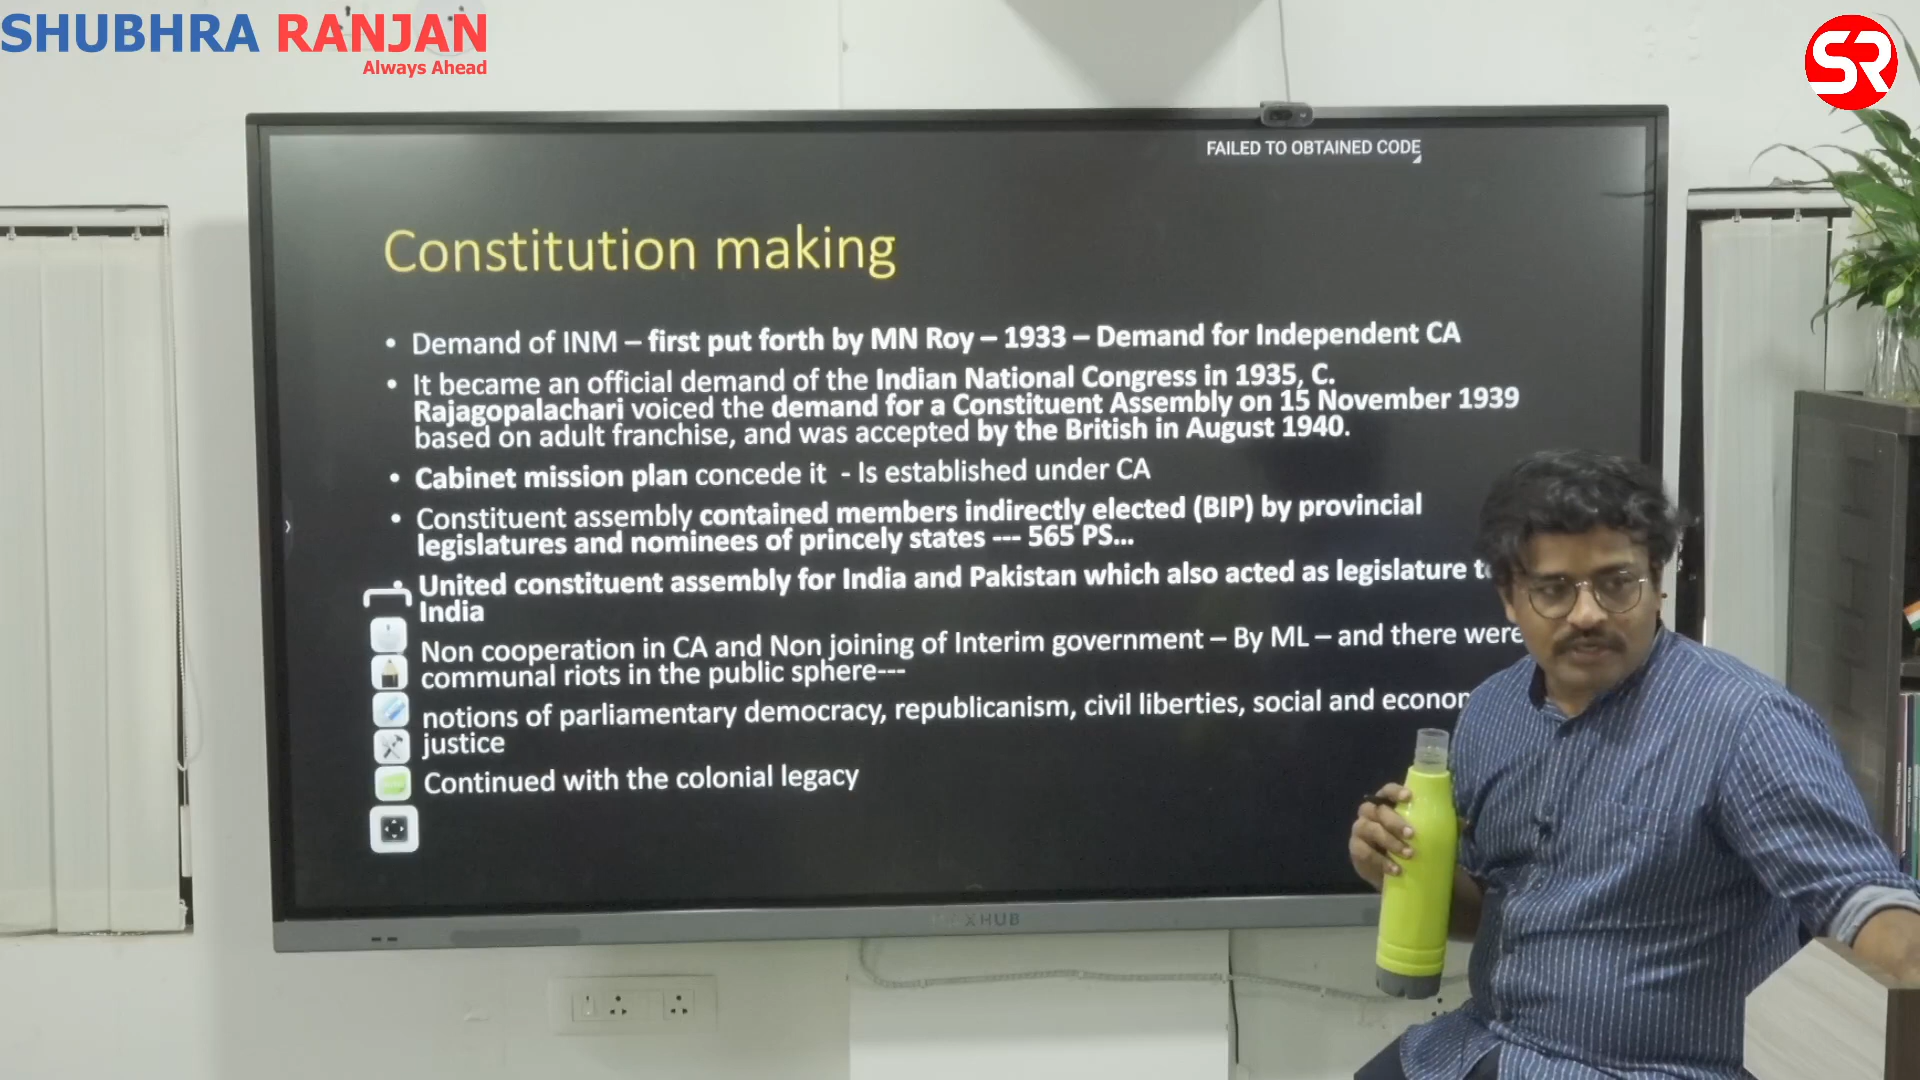 SHUBHRA RANJAN
Always Ahead
SR
FAILED TO OBTAINED CODE
Constitution making
• Demand of INM – first put forth by MN Roy – 1933 – Demand for Independent CA
• It became an official demand of the Indian National Congress in 1935, C.
Rajagopalachari voiced the demand for a Constituent Assembly on 15 November 1939
based on adult franchise, and was accepted by the British in August 1940.
• Cabinet mission plan concede it - Is established under CA
• Constituent assembly contained members indirectly elected (BIP) by provincial
legislatures and nominees of princely states --- 565 PS...
• United constituent assembly for India and Pakistan which also acted as legislature
India
Non cooperation in CA and Non joining of Interim government – By ML – and there were
communal riots in the public sphere---
notions of parliamentary democracy, republicanism, civil liberties, social and
justice
Continued with the colonial legacy